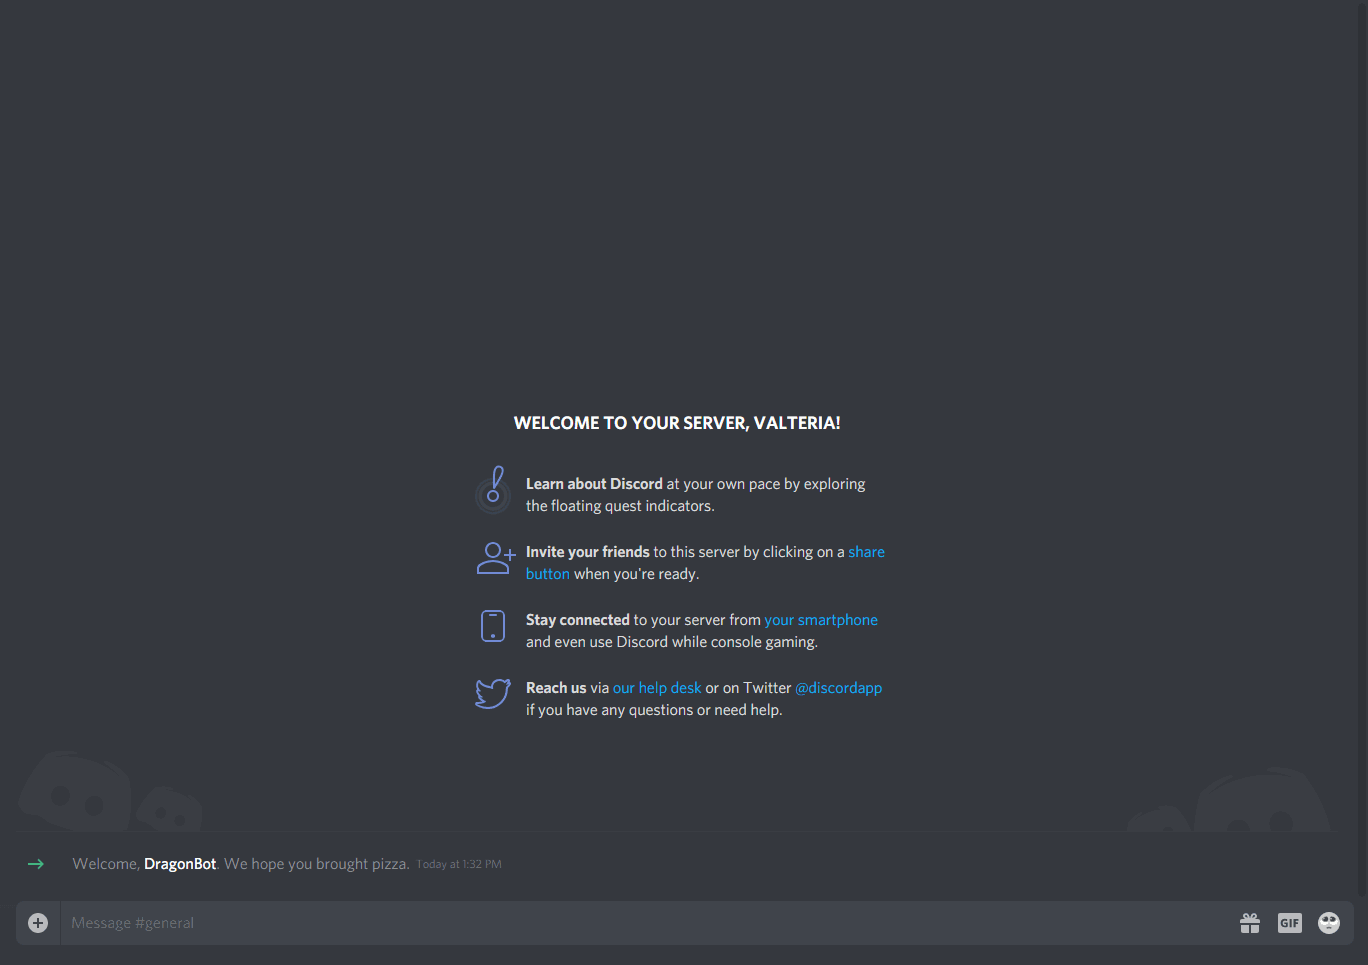 WELCOME TO YOUR SERVER, VALTERIA!
Learn about Discord at your own pace by exploring
the floating quest indicators.
Invite your friends to this server by clicking on a share
button when you're ready.
Stay connected to your server from your smartphone
and even use Discord while console gaming.
Reach us via our help desk or on Twitter @discordapp
if you have any questions or need help.
Welcome, DragonBot. We hope you brought pizza. Today at 1:32 PM
Message #general GIF